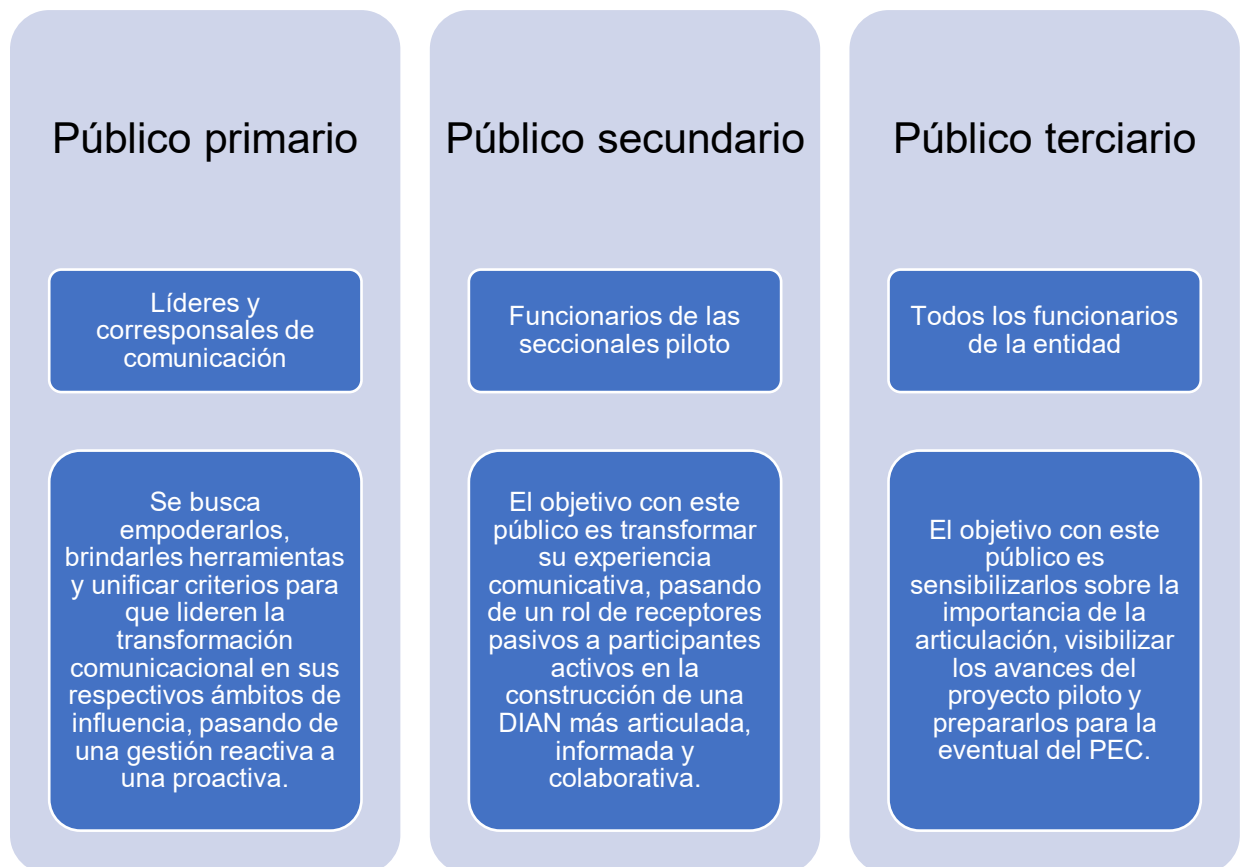 Público primario
Líderes y
corresponsales de
comunicación
Se busca
empoderarlos,
brindarles herramientas
y unificar criterios para
que lideren la
transformación
comunicacional en sus
respectivos ámbitos de
influencia, pasando de
una gestión reactiva a
una proactiva.
Público secundario
Funcionarios de las
seccionales piloto
El objetivo con este
público es transformar
su experiencia
comunicativa, pasando
de un rol de receptores
pasivos a participantes
activos en la
construcción de una
DIAN más articulada,
informada y
colaborativa.
Público terciario
Todos los funcionarios
de la entidad
El objetivo con este
público es
sensibilizarlos sobre la
importancia de la
articulación, visibilizar
los avances del
proyecto piloto y
prepararlos para la
eventual del PEC.